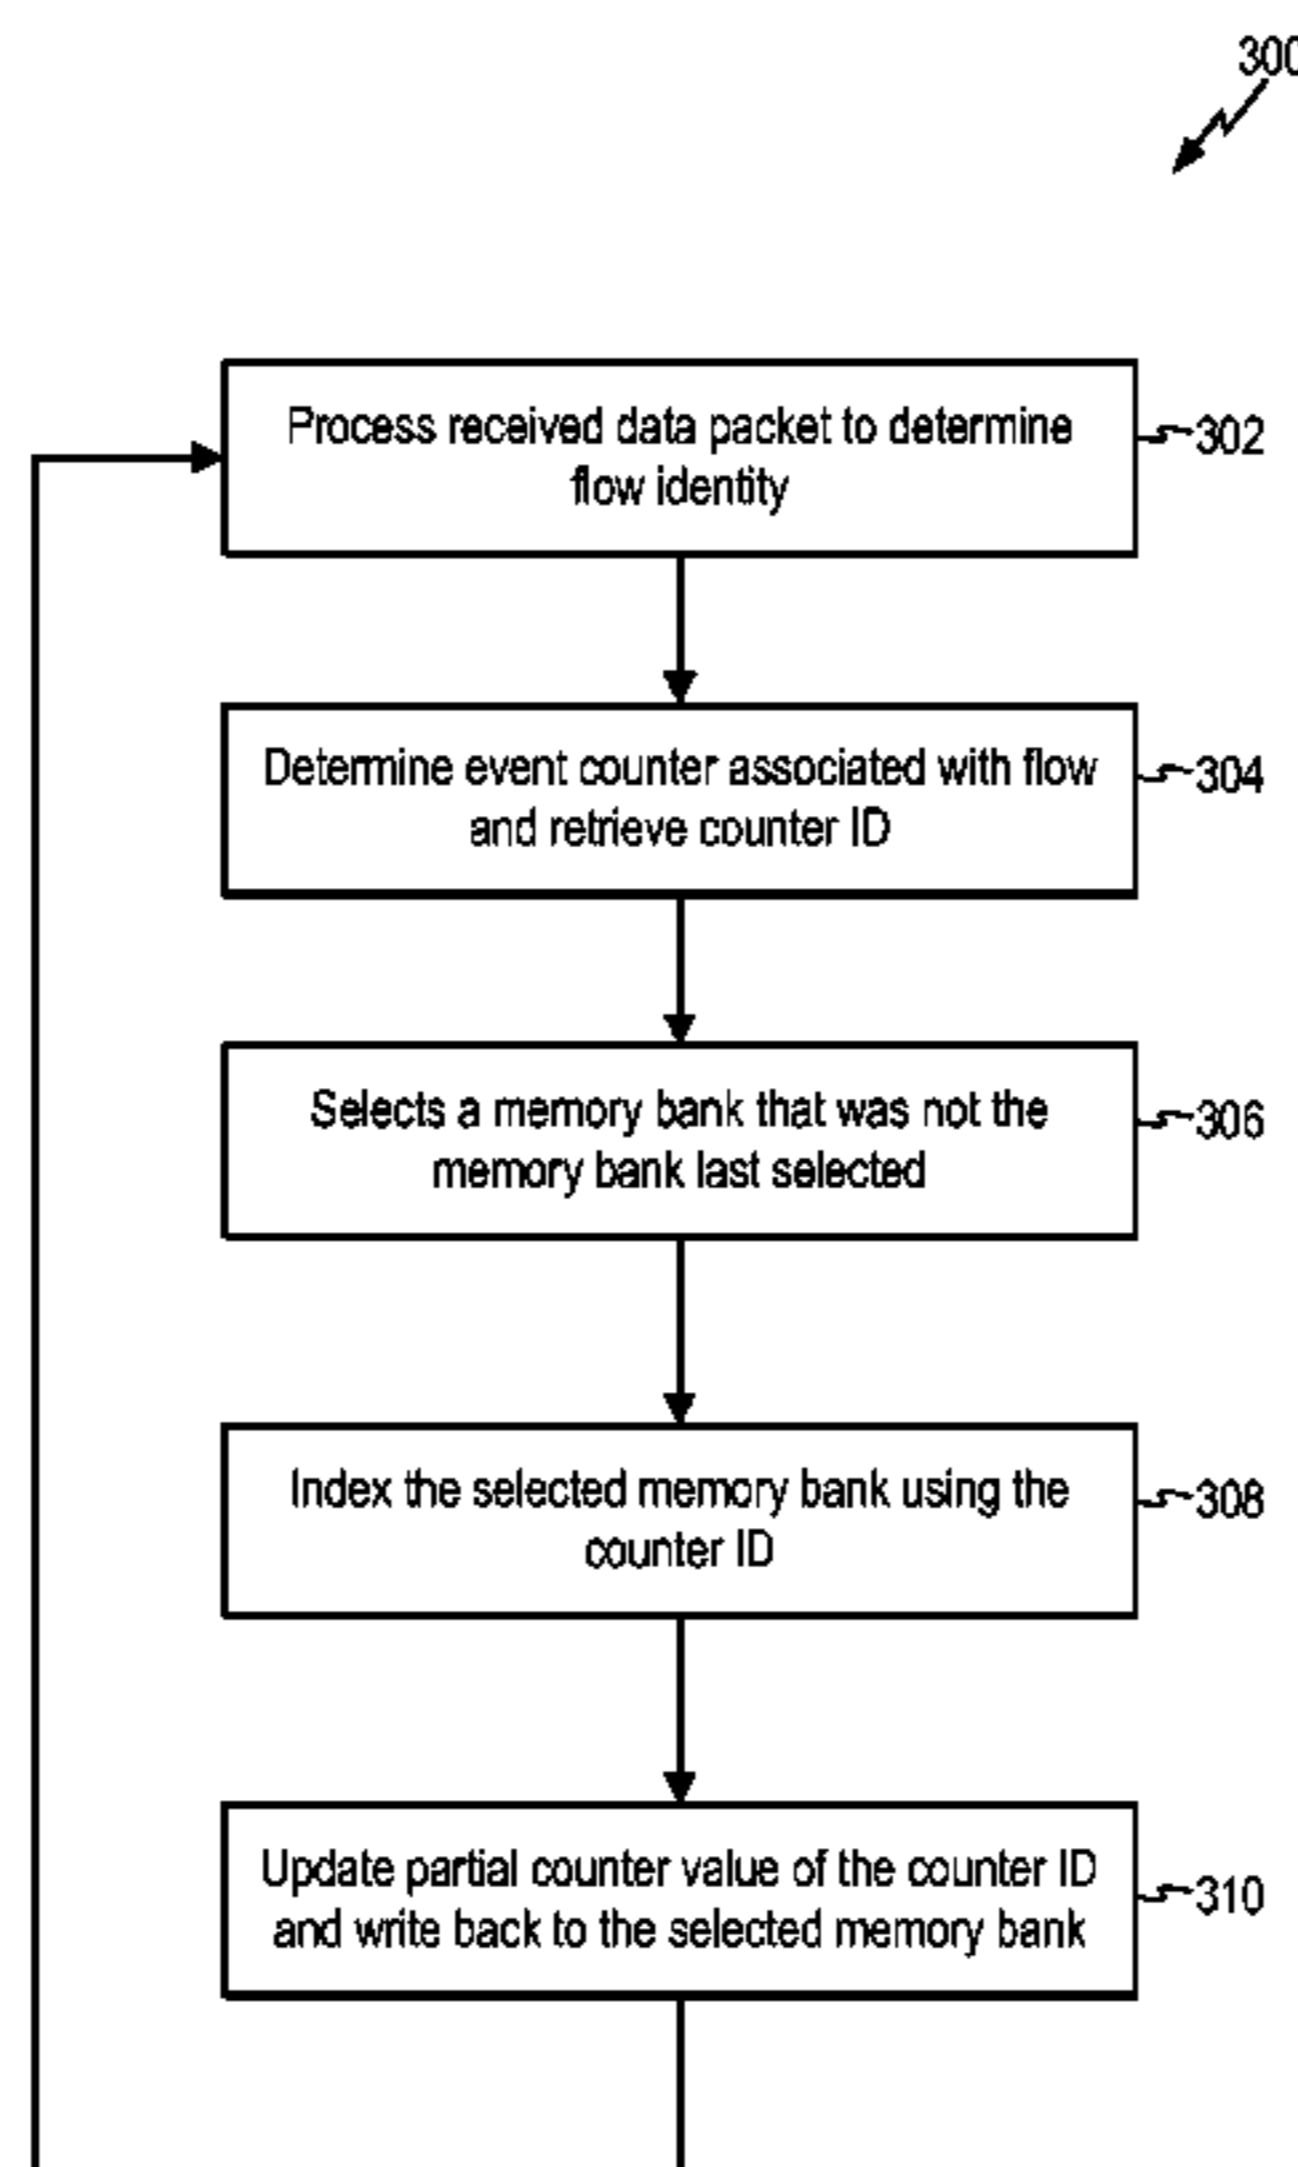 300
Process received data packet to determine
flow identity
302
Determine event counter associated with flow
and retrieve counter ID
304
Selects a memory bank that was not the
memory bank last selected
306
Index the selected memory bank using the
counter ID
308
Update partial counter value of the counter ID
and write back to the selected memory bank
310